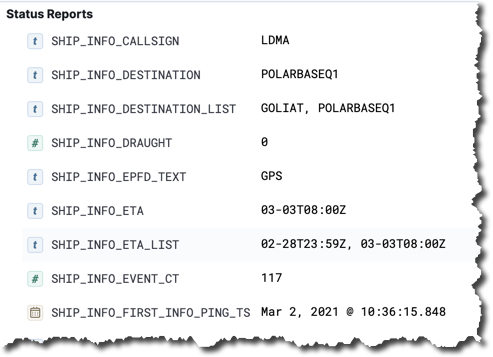 Status Reports
t SHIP_INFO_CALLSIGN LDMA
t SHIP_INFO_DESTINATION POLARBASEQ1
t SHIP_INFO_DESTINATION_LIST GOLIAT, POLARBASEQ1
# SHIP_INFO_DRAUGHT 0
t SHIP_INFO_EPFD_TEXT GPS
t SHIP_INFO_ETA 03-03T08:00Z
t SHIP_INFO_ETA_LIST 02-28T23:59Z, 03-03T08:00Z
# SHIP_INFO_EVENT_CT 117
SHIP_INFO_FIRST_INFO_PING_TS Mar 2, 2021 @ 10:36:15.848